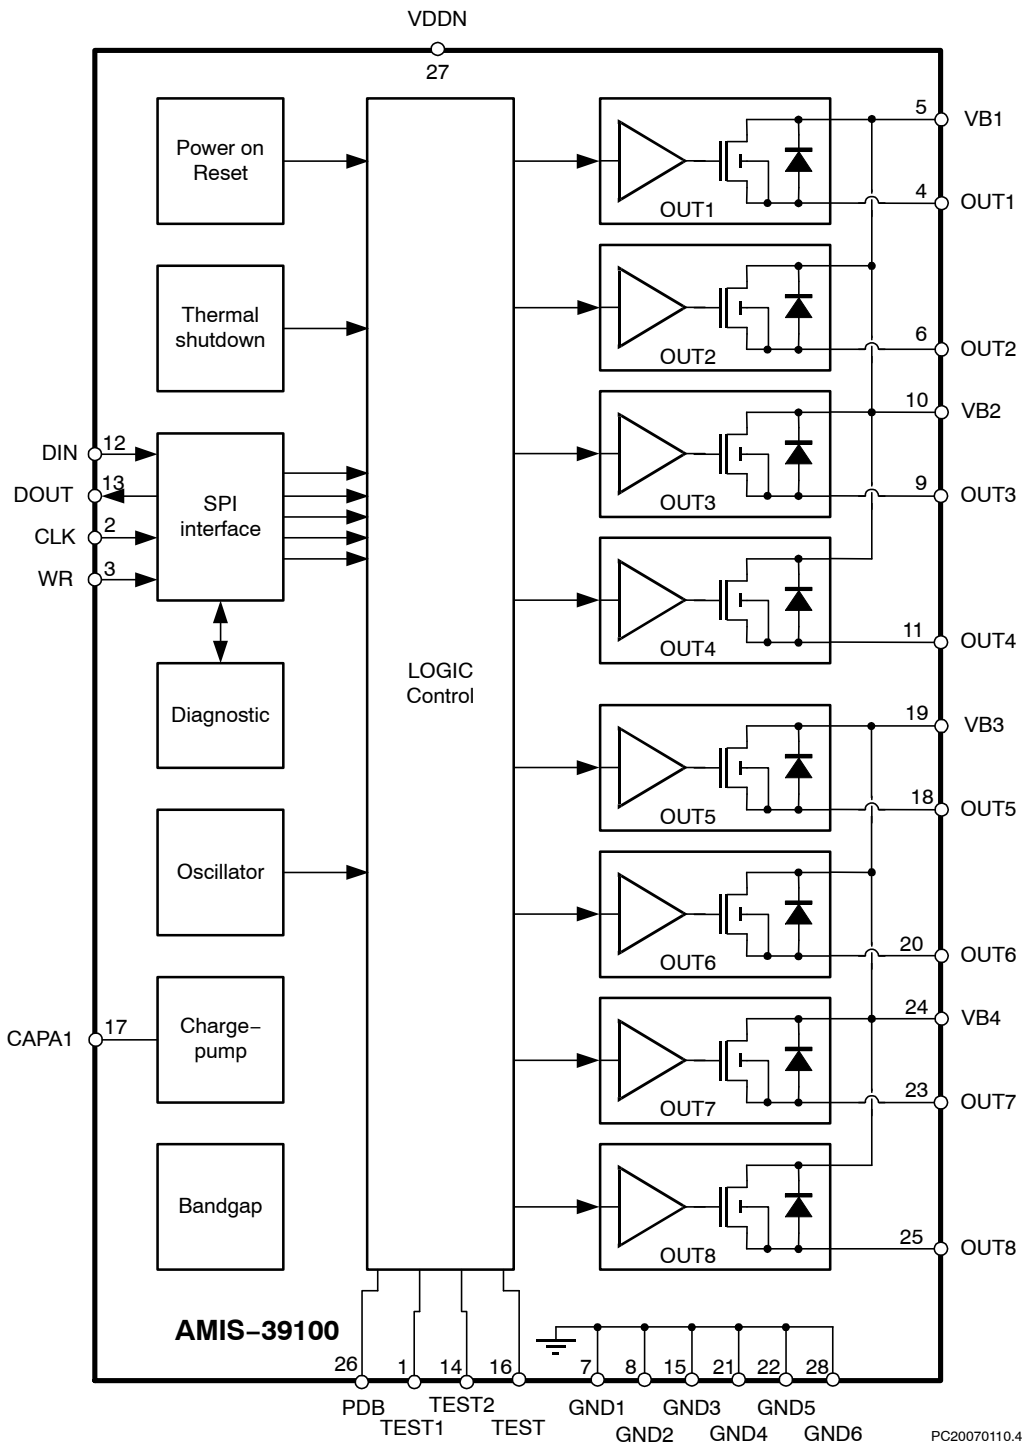 VDDN
27
Power on
Reset
5
VB1
4
OUT1
OUT1
Thermal
shutdown
6
OUT2
OUT2
10
VB2
DIN
12
DOUT
13
CLK
2
WR
3
SPI
interface
9
OUT3
OUT3
11
OUT4
OUT4
LOGIC
Control
Diagnostic
19
VB3
18
OUT5
OUT5
Oscillator
20
OUT6
OUT6
CAPA1
17
Charge–
pump
24
VB4
23
OUT7
OUT7
Bandgap
25
OUT8
OUT8
AMIS–39100
26
1
14
16
7
8
15
21
22
28
PDB
TEST1
TEST2
TEST
GND1
GND2
GND3
GND4
GND5
GND6
PC20070110.4